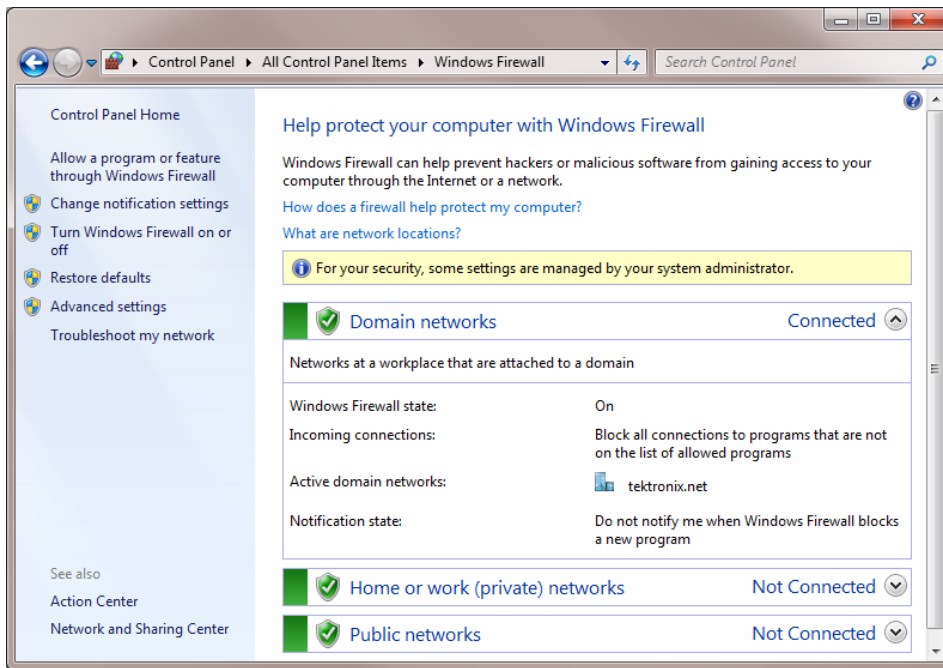 Control Panel ▸ All Control Panel Items ▸ Windows Firewall
Search Control Panel
Control Panel Home
Allow a program or feature
through Windows Firewall
Change notification settings
Turn Windows Firewall on or
off
Restore defaults
Advanced settings
Troubleshoot my network
See also
Action Center
Network and Sharing Center
Help protect your computer with Windows Firewall
Windows Firewall can help prevent hackers or malicious software from gaining access to your
computer through the Internet or a network.
How does a firewall help protect my computer?
What are network locations?
For your security, some settings are managed by your system administrator.
Domain networks Connected
Networks at a workplace that are attached to a domain
Windows Firewall state: On
Incoming connections: Block all connections to programs that are not
on the list of allowed programs
Active domain networks: tektronix.net
Notification state: Do not notify me when Windows Firewall blocks
a new program
Home or work (private) networks Not Connected
Public networks Not Connected